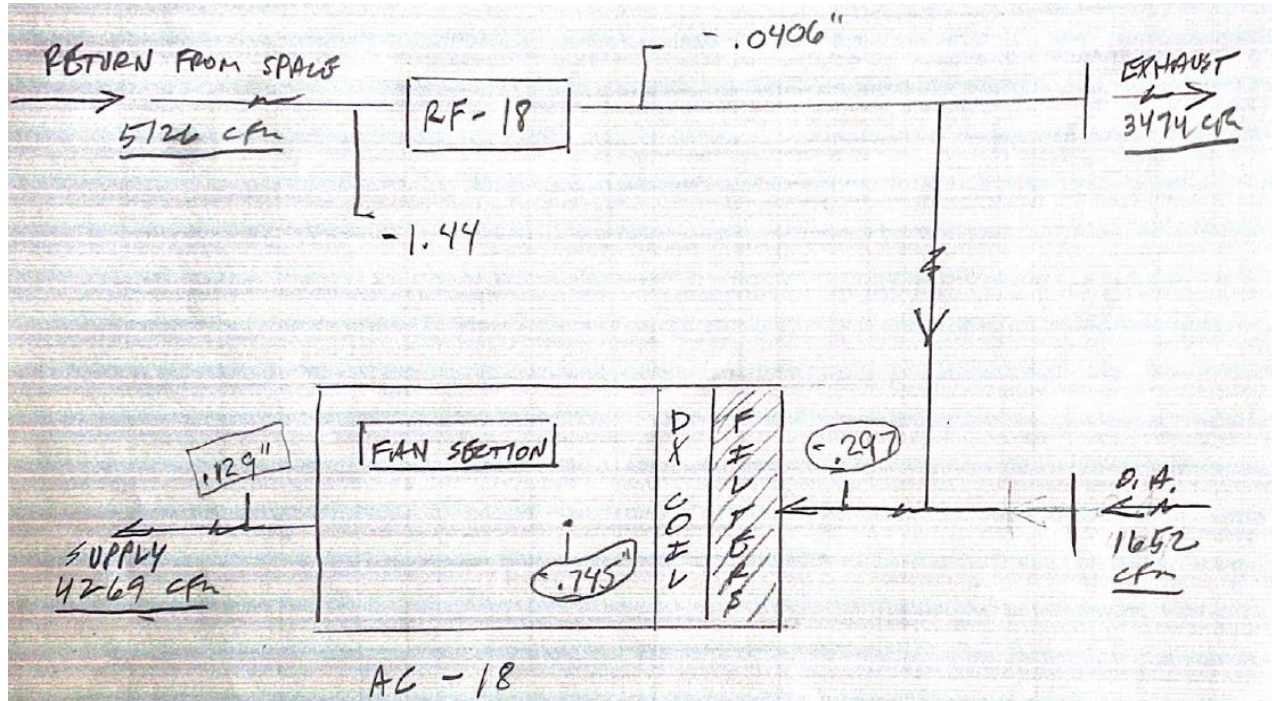 - .0406"
RETURN FROM SPACE
5126 cfm
RF-18
EXHAUST
3474 cfm
-1.44
.129"
FAN SECTION
DX COIL
FILTERS
-.297
O.A.
1652
cfm
SUPPLY
4269 cfm
-.745"
AC-18